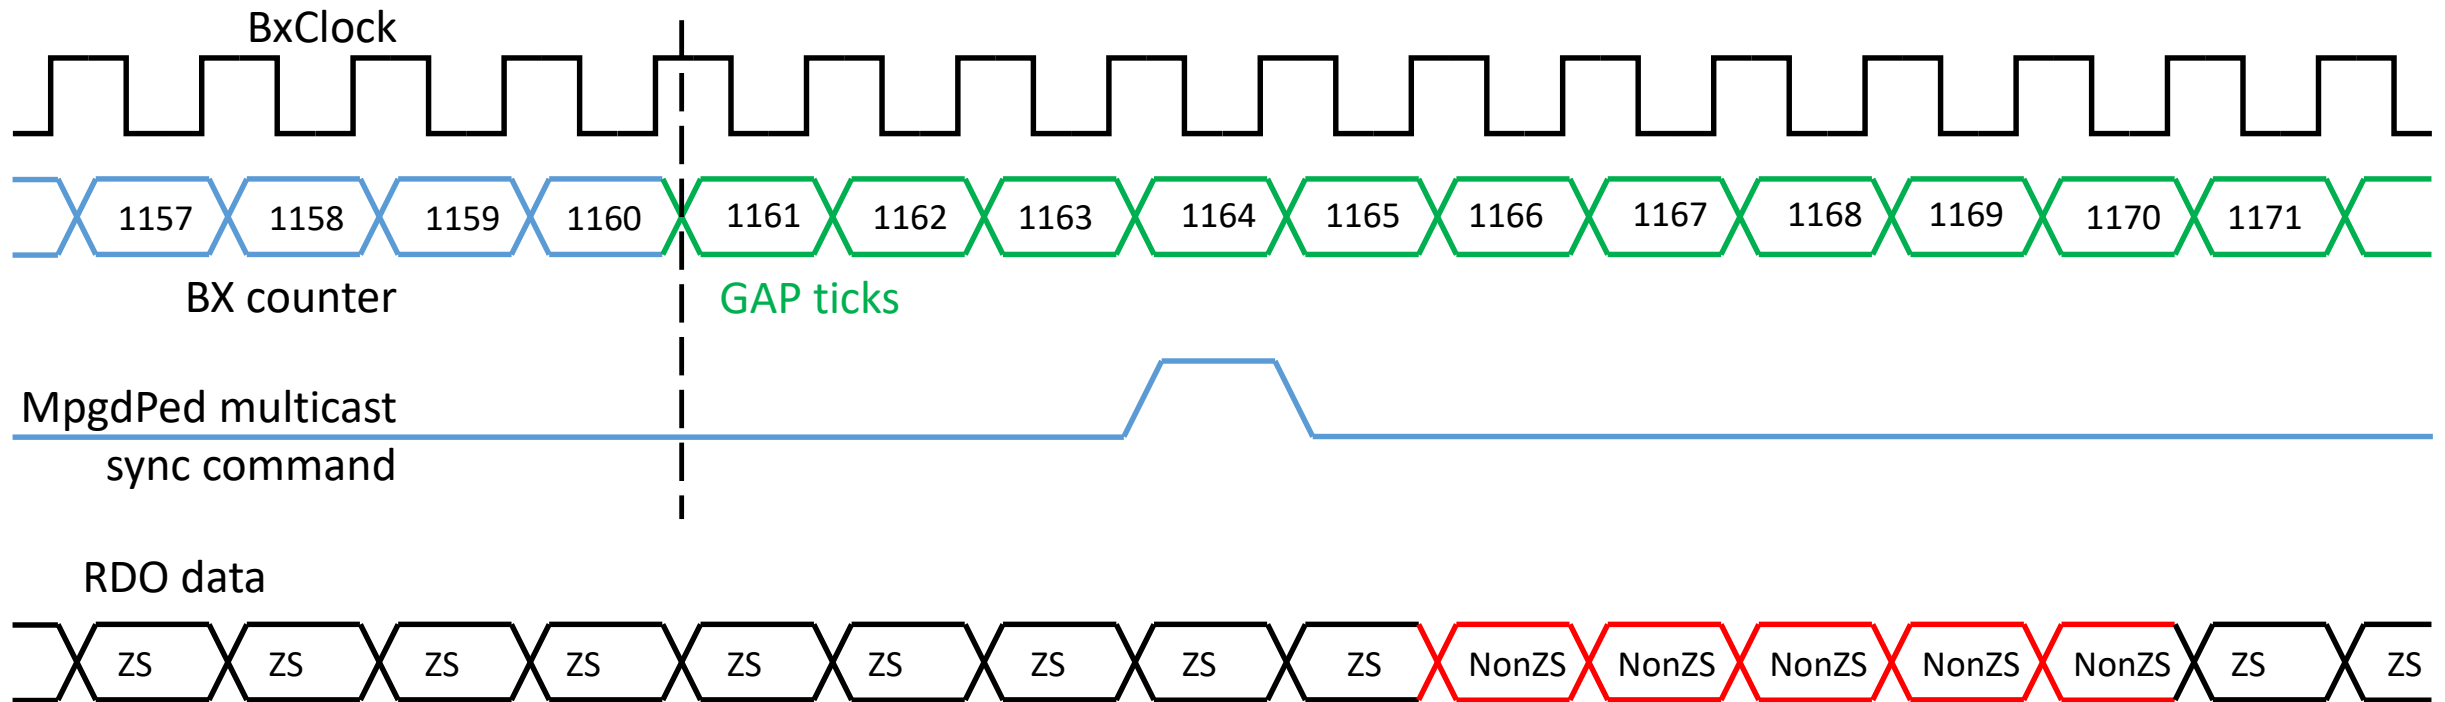 BxClock
1157 1158 1159 1160 1161 1162 1163 1164 1165 1166 1167 1168 1169 1170 1171
BX counter GAP ticks
MpgdPed multicast
sync command
RDO data
ZS ZS ZS ZS ZS ZS ZS ZS ZS NonZS NonZS NonZS NonZS NonZS ZS ZS